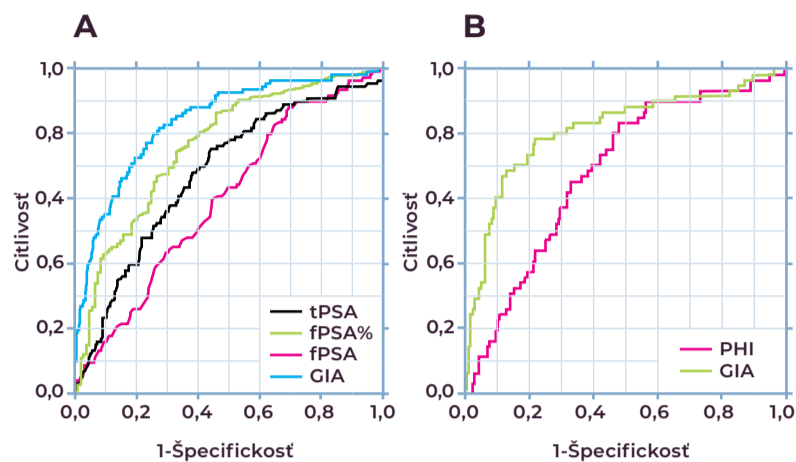 A
1,0
0,8
0,4
0,6
0,2
0,0
Citlivosť
0,0 0,2 0,4 0,6 0,8 1,0
1-Špecifickosť
tPSA
fPSA%
fPSA
GIA
B
1,0
0,8
0,4
0,6
0,2
0,0
Citlivosť
0,0 0,2 0,4 0,6 0,8 1,0
1-Špecifickosť
PHI
GIA